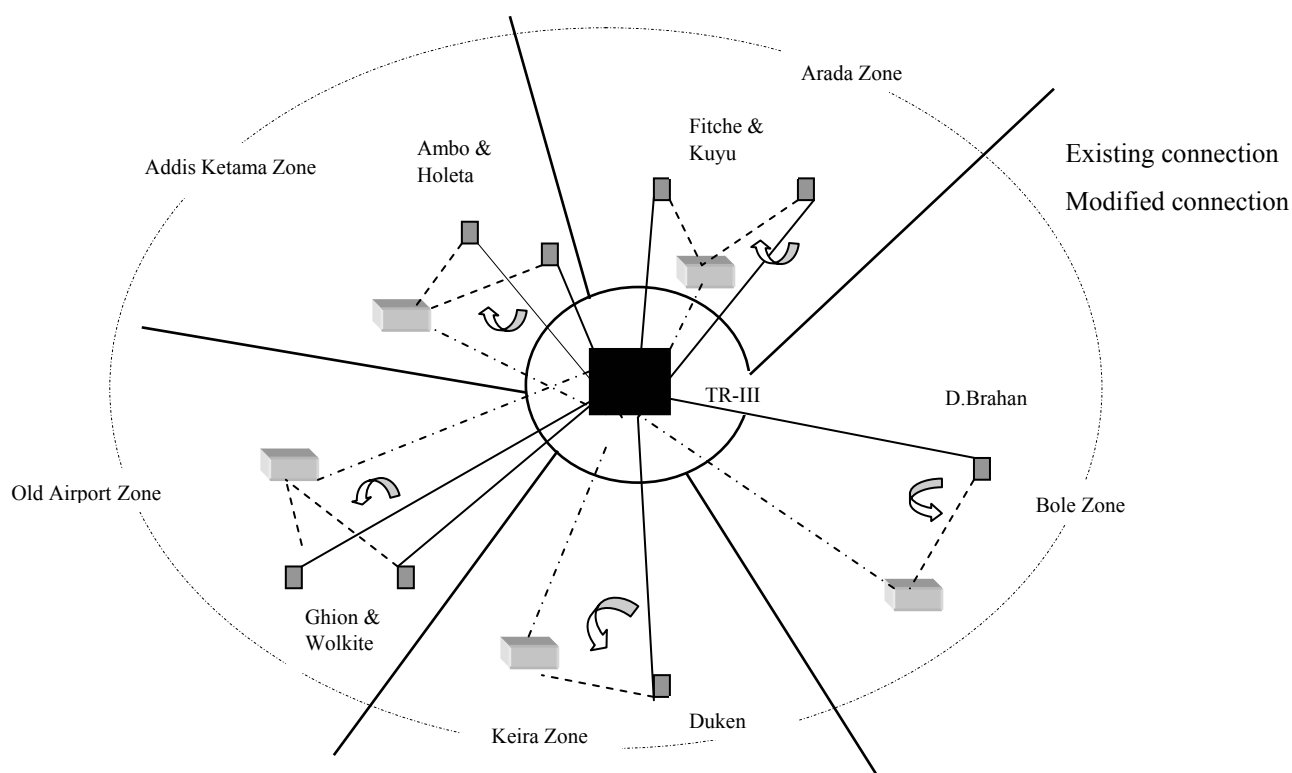 Arada Zone
Fitche &
Kuyu
Ambo &
Holeta
Addis Ketama Zone
Existing connection
Modified connection
TR-III
D.Brahan
Old Airport Zone
Bole Zone
Ghion &
Wolkite
Duken
Keira Zone